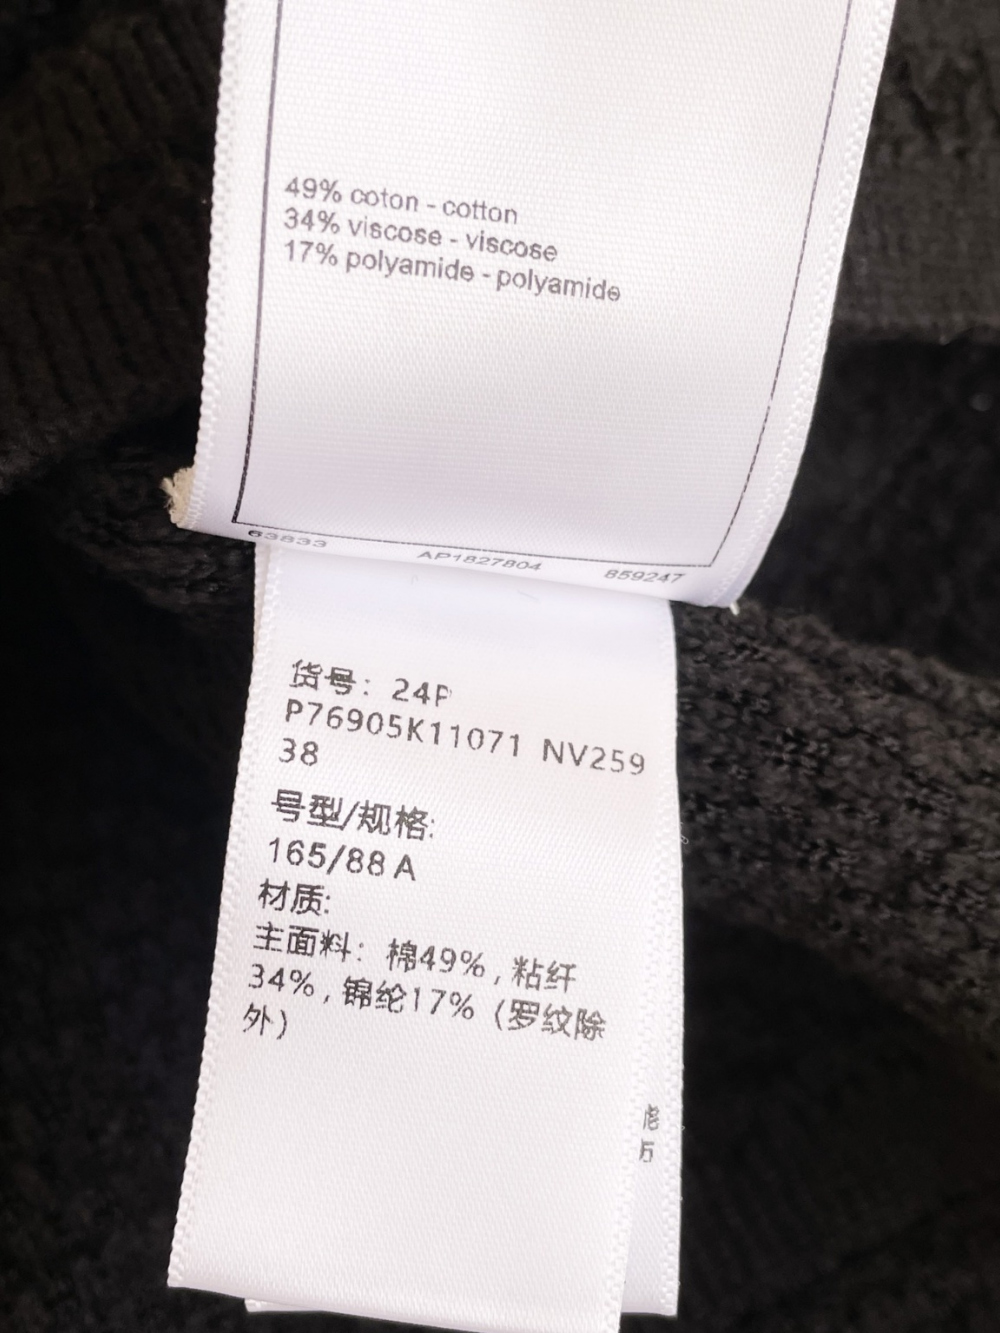 49% coton - cotton
34% viscose - viscose
17% polyamide - polyamide
63833 AP1827804 859247
货号：24P
P76905K11071 NV259
38
号型/规格:
165/88 A
材质:
主面料：棉49%，粘纤
34%，锦纶17%（罗纹除
外）